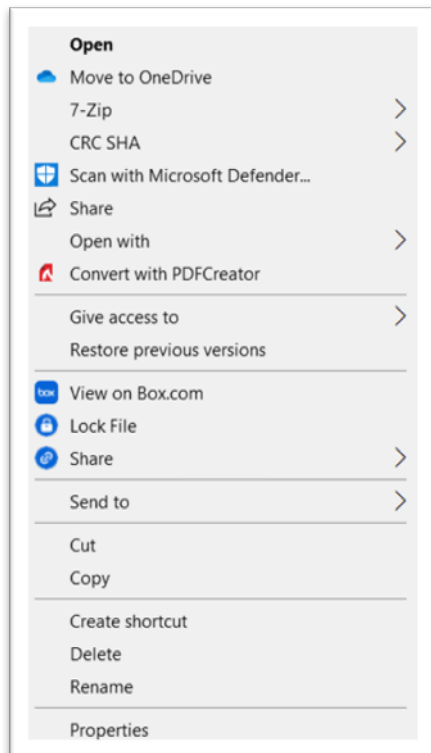 Open
Move to OneDrive
7-Zip
CRC SHA
Scan with Microsoft Defender...
Share
Open with
Convert with PDFCreator
Give access to
Restore previous versions
box View on Box.com
Lock File
Share
Send to
Cut
Copy
Create shortcut
Delete
Rename
Properties